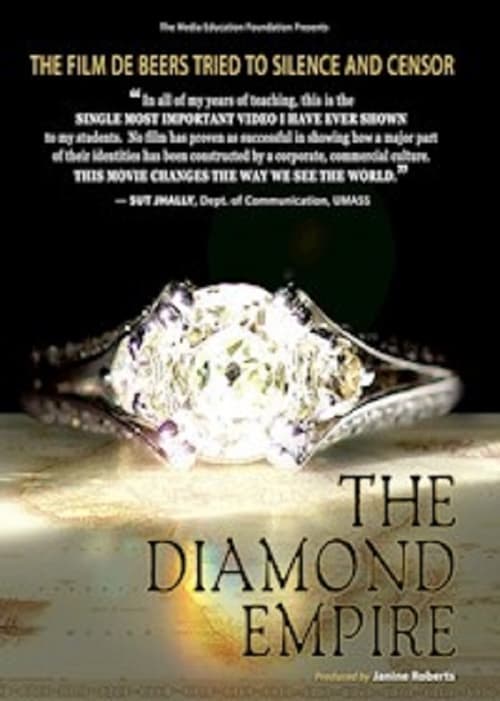 The Media Education Foundation Presents
THE FILM DE BEERS TRIED TO SILENCE AND CENSOR
“In all of my years of teaching, this is the
SINGLE MOST IMPORTANT VIDEO I HAVE EVER SHOWN
to my students. No film has proven as successful in showing how a major part
of their identities has been constructed by a corporate, commercial culture.
THIS MOVIE CHANGES THE WAY WE SEE THE WORLD.”
— SUT JHALLY, Dept. of Communication, UMASS
THE
DIAMOND
EMPIRE
Produced by Janine Roberts